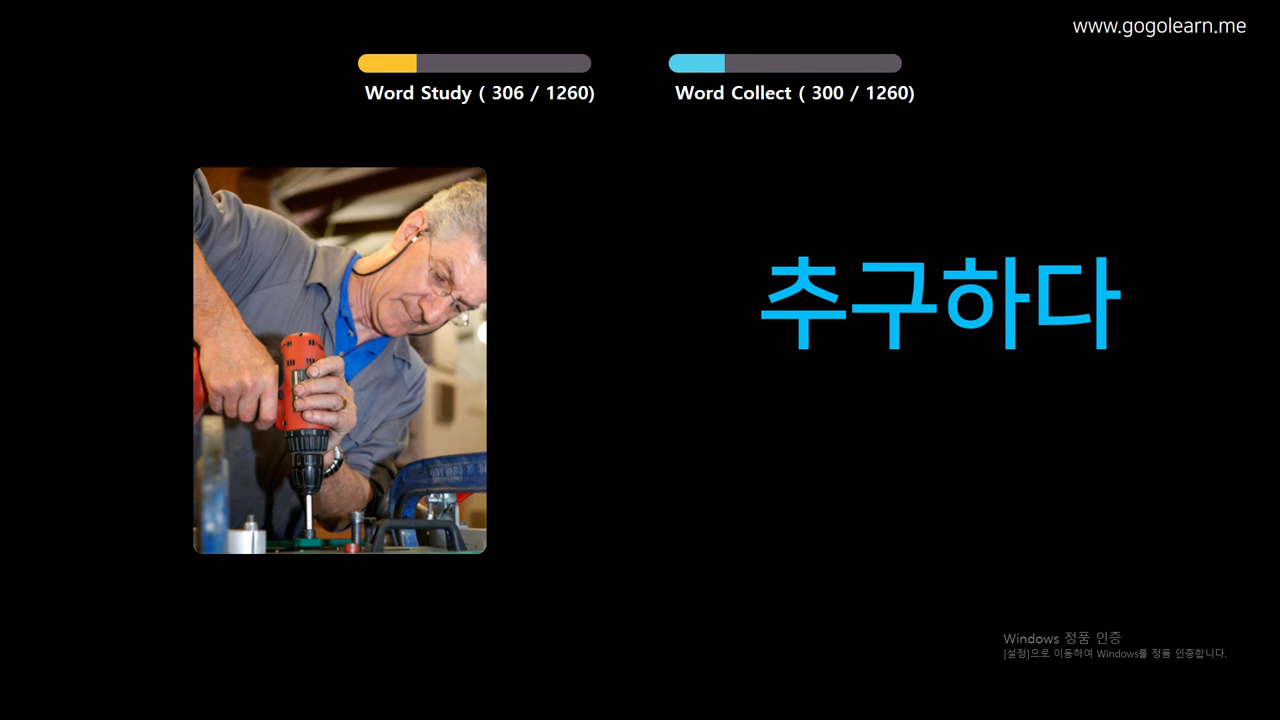 www.gogolearn.me
Word Study ( 306 / 1260)
Word Collect ( 300 / 1260)
추구하다
Windows 정품 인증
[설정]으로 이동하여 Windows를 정품 인증합니다.